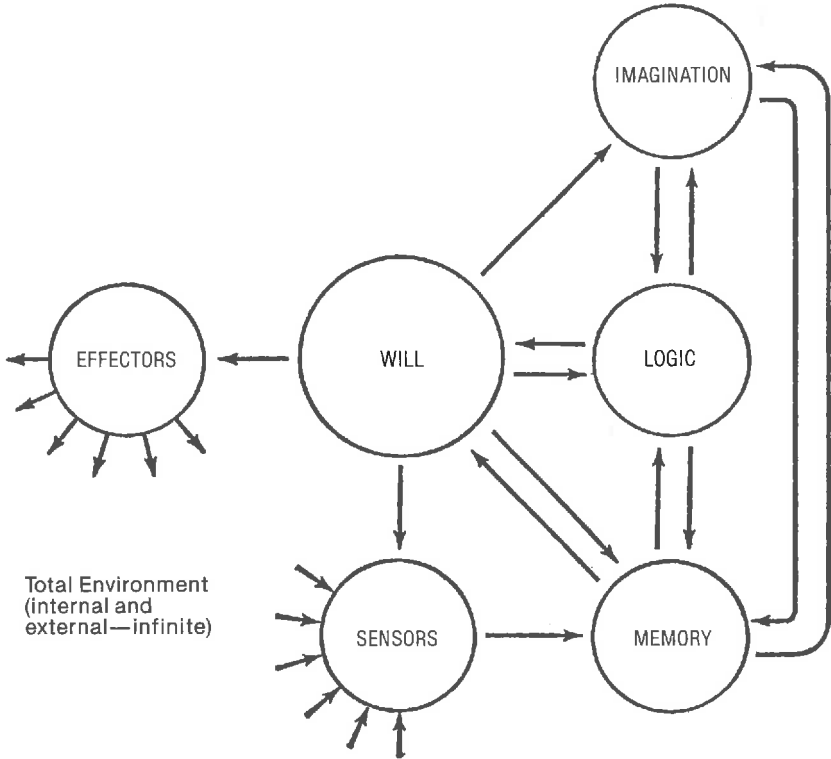 IMAGINATION
EFFECTORS
WILL
LOGIC
Total Environment
(internal and
external—infinite)
SENSORS
MEMORY